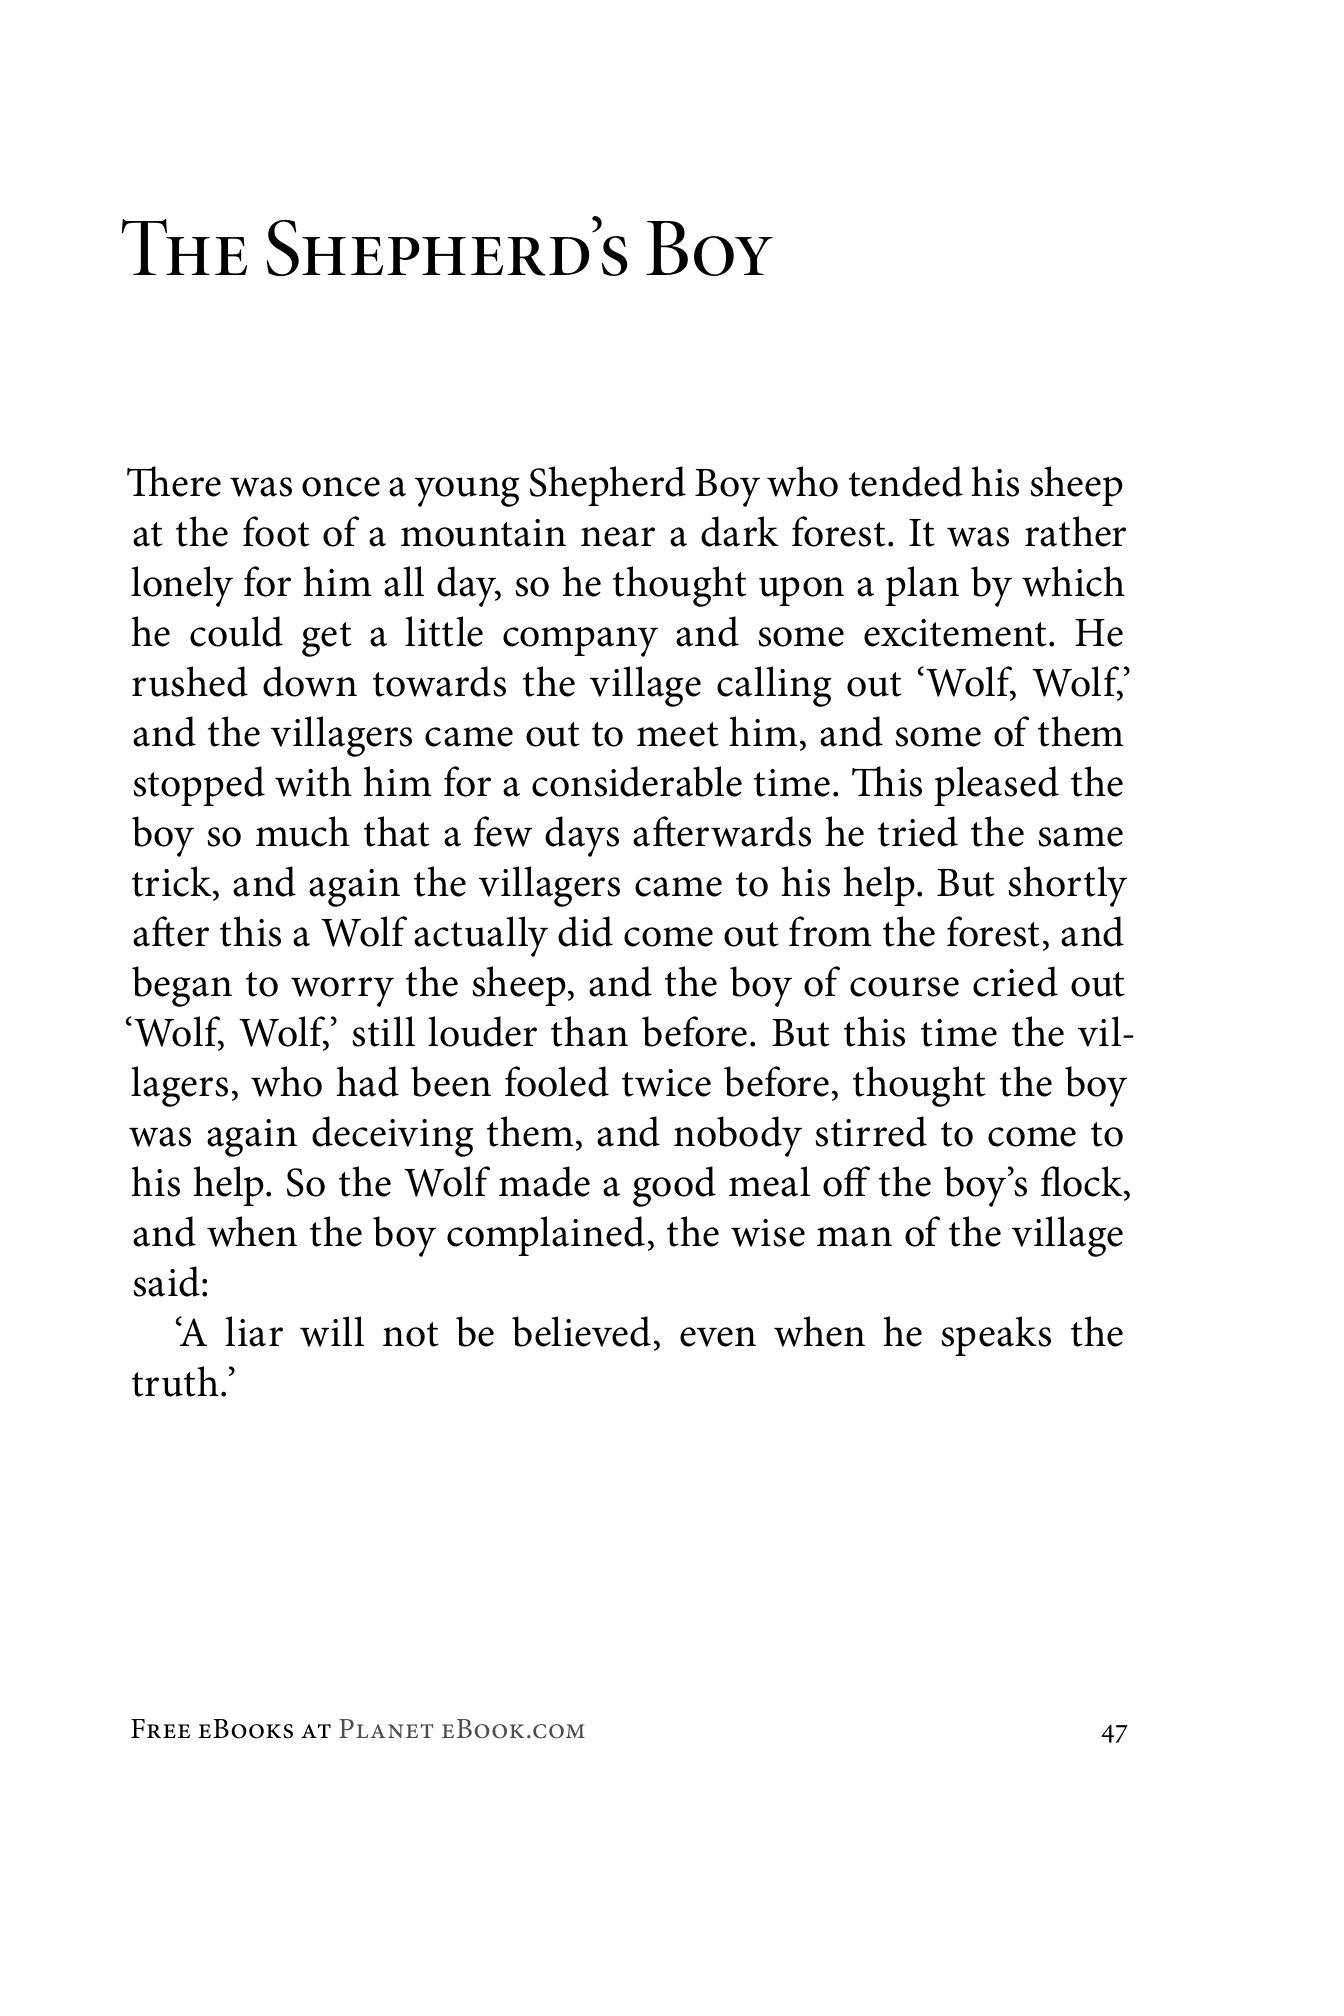 The Shepherd’s Boy
There was once a young Shepherd Boy who tended his sheep
at the foot of a mountain near a dark forest. It was rather
lonely for him all day, so he thought upon a plan by which
he could get a little company and some excitement. He
rushed down towards the village calling out ‘Wolf, Wolf,’
and the villagers came out to meet him, and some of them
stopped with him for a considerable time. This pleased the
boy so much that a few days afterwards he tried the same
trick, and again the villagers came to his help. But shortly
after this a Wolf actually did come out from the forest, and
began to worry the sheep, and the boy of course cried out
‘Wolf, Wolf,’ still louder than before. But this time the vil-
lagers, who had been fooled twice before, thought the boy
was again deceiving them, and nobody stirred to come to
his help. So the Wolf made a good meal off the boy’s flock,
and when the boy complained, the wise man of the village
said:
‘A liar will not be believed, even when he speaks the
truth.’
Free eBooks at Planet eBook.com 47